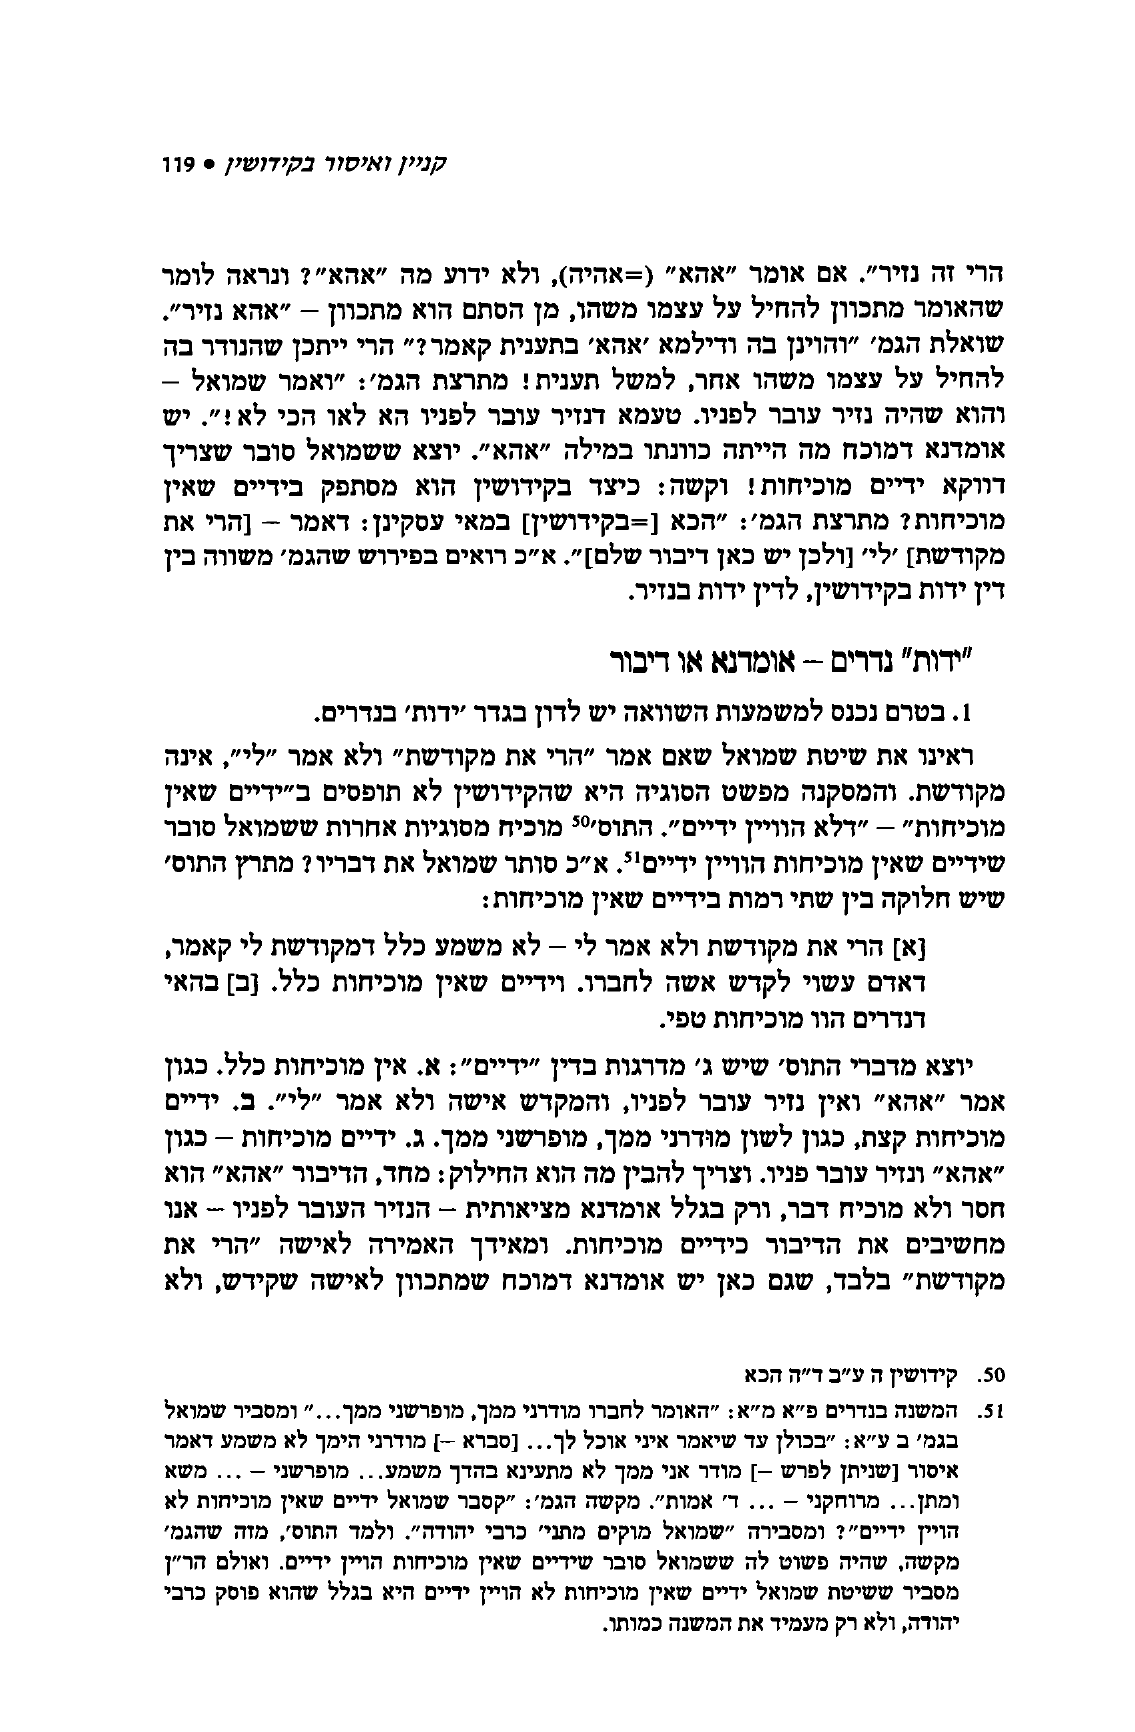 קניין ואיסור בקידושין • 119
הרי זה נזיר". אם אומר "אהא" (=אהיה), ולא ידוע מה "אהא"? ונראה לומר
שהאומר מתכוון להחיל על עצמו משהו, מן הסתם הוא מתכוון – "אהא נזיר".
שואלת הגמ' "והוינן בה ודילמא 'אהא' בתענית קאמר?" הרי ייתכן שהנודר בה
להחיל על עצמו משהו אחר, למשל תענית! מתרצת הגמ': "ואמר שמואל –
והוא שהיה נזיר עובר לפניו. טעמא דנזיר עובר לפניו הא לאו הכי לא!". יש
אומדנא דמוכח מה הייתה כוונתו במילה "אהא". יוצא ששמואל סובר שצריך
דווקא ידיים מוכיחות! וקשה: כיצד בקידושין הוא מסתפק בידיים שאין
מוכיחות? מתרצת הגמ': "הכא [=בקידושין] במאי עסקינן: דאמר – [הרי את
מקודשת] 'לי' [ולכן יש כאן דיבור שלם]". א"כ רואים בפירוש שהגמ' משווה בין
דין ידות בקידושין, לדין ידות בנזיר.
"ידות" נדרים – אומדנא או דיבור
1. בטרם נכנס למשמעות השוואה יש לדון בגדר 'ידות' בנדרים.
ראינו את שיטת שמואל שאם אמר "הרי את מקודשת" ולא אמר "לי", אינה
מקודשת. והמסקנה מפשט הסוגיה היא שהקידושין לא תופסים ב"ידיים שאין
מוכיחות" – "דלא הוויין ידיים". התוס'50 מוכיח מסוגיות אחרות ששמואל סובר
שידיים שאין מוכיחות הוויין ידיים51. א"כ סותר שמואל את דבריו? מתרץ התוס'
שיש חלוקה בין שתי רמות בידיים שאין מוכיחות:
[א] הרי את מקודשת ולא אמר לי – לא משמע כלל דמקודשת לי קאמר,
דאדם עשוי לקדש אשה לחברו. וידיים שאין מוכיחות כלל. [ב] בהאי
דנדרים הוו מוכיחות טפי.
יוצא מדברי התוס' שיש ג' מדרגות בדין "ידיים": א. אין מוכיחות כלל. כגון
אמר "אהא" ואין נזיר עובר לפניו, והמקדש אישה ולא אמר "לי". ב. ידיים
מוכיחות קצת, כגון לשון מודרני ממך, מופרשני ממך. ג. ידיים מוכיחות – כגון
"אהא" ונזיר עובר פניו. וצריך להבין מה הוא החילוק: מחד, הדיבור "אהא" הוא
חסר ולא מוכיח דבר, ורק בגלל אומדנא מציאותית – הנזיר העובר לפניו – אנו
מחשיבים את הדיבור כידיים מוכיחות. ומאידך האמירה לאישה "הרי את
מקודשת" בלבד, שגם כאן יש אומדנא דמוכח שמתכוון לאישה שקידש, ולא
50. קידושין ה ע"ב ד"ה הכא
51. המשנה בנדרים פ"א מ"א: "האומר לחברו מודרני ממך, מופרשני ממך..." ומסביר שמואל
בגמ' ב ע"א: "בכולן עד שיאמר איני אוכל לך... [סברא –] מודרני הימך לא משמע דאמר
איסור [שניתן לפרש –] מודר אני ממך לא מתעינא בהדך משמע... מופרשני – ... משא
ומתן... מרוחקני – ... ד' אמות". מקשה הגמ': "קסבר שמואל ידיים שאין מוכיחות לא
הויין ידיים"? ומסבירה "שמואל מוקים מתני' כרבי יהודה". ולמד התוס', מזה שהגמ'
מקשה, שהיה פשוט לה ששמואל סובר שידיים שאין מוכיחות הויין ידיים. ואולם הר"ן
מסביר ששיטת שמואל ידיים שאין מוכיחות לא הויין ידיים היא בגלל שהוא פוסק כרבי
יהודה, ולא רק מעמיד את המשנה כמותו.